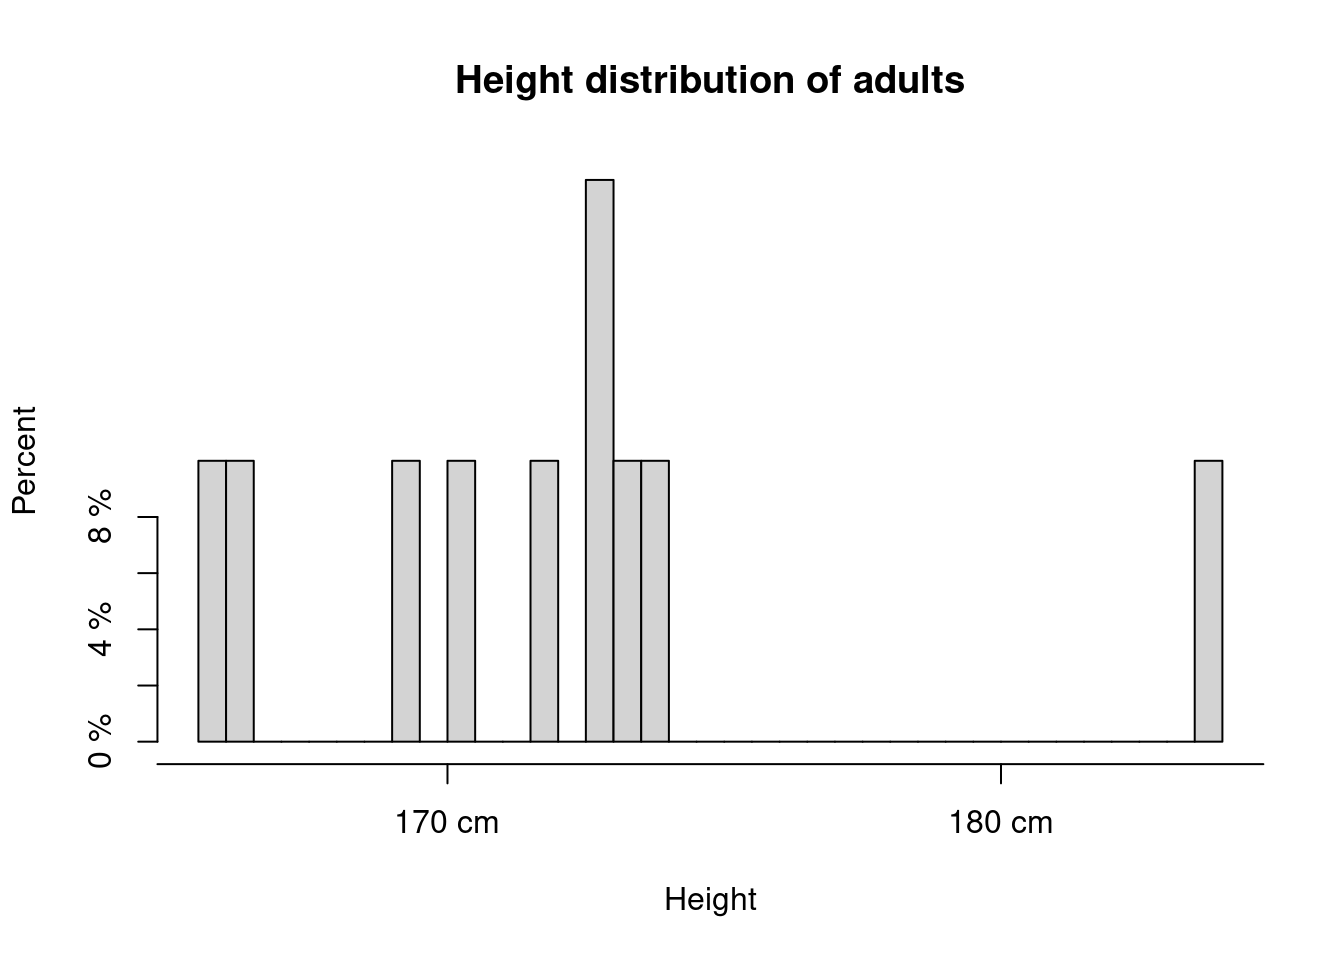 Height distribution of adults
Percent
8 %
4 %
0 %
170 cm 180 cm
Height